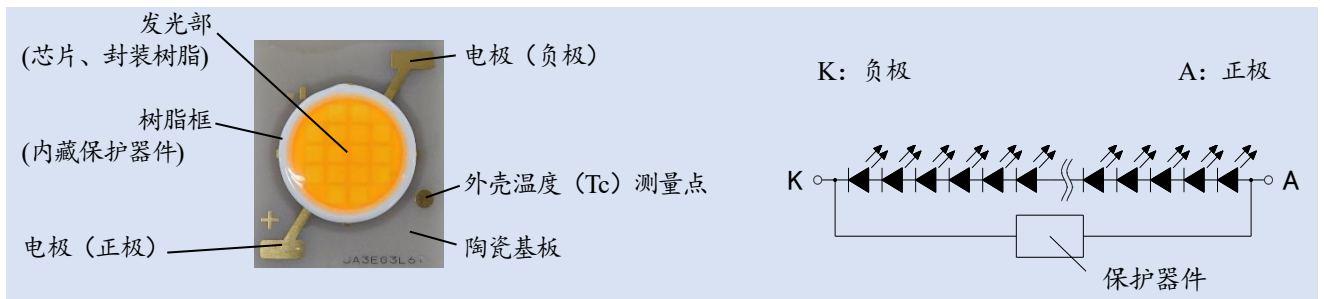 发光部
(芯片、封装树脂)
树脂框
(内藏保护器件)
电极（正极）
电极（负极）
外壳温度（Tc）测量点
陶瓷基板
K：负极
A：正极
K
A
保护器件